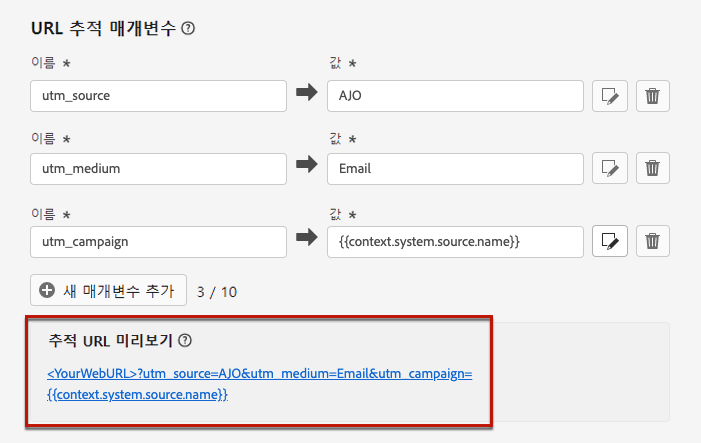 URL 추적 매개변수
이름 * 값 *
utm_source AJO
이름 * 값 *
utm_medium Email
이름 * 값 *
utm_campaign {{context.system.source.name}}
새 매개변수 추가 3 / 10
추적 URL 미리보기
<YourWebURL>?utm_source=AJO&utm_medium=Email&utm_campaign=
{{context.system.source.name}}